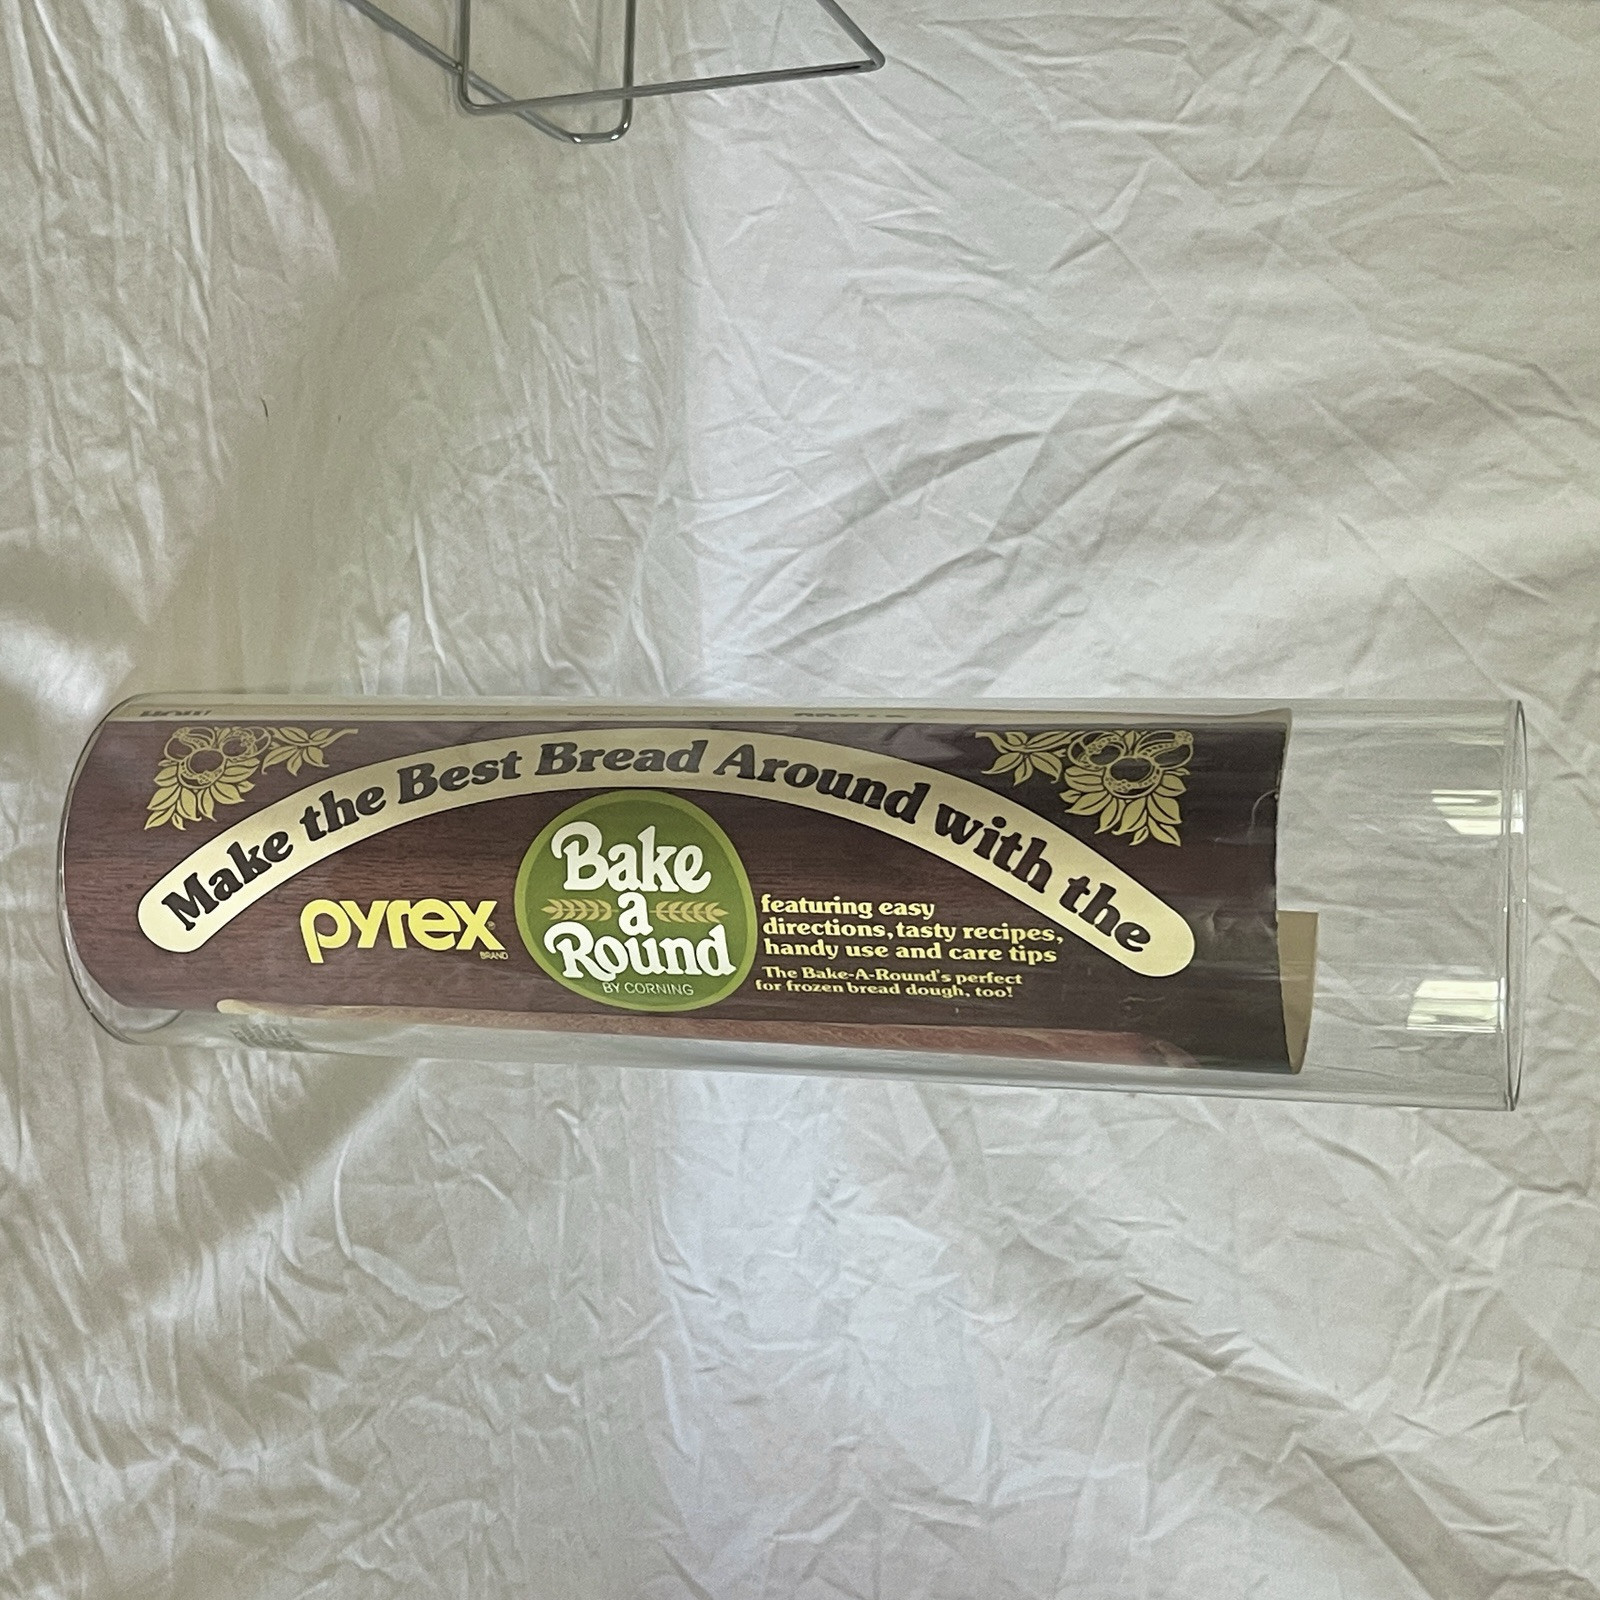 Make the Best Bread Around with the
pyrex®
BRAND
Bake
a
Round
BY CORNING
featuring easy
directions, tasty recipes,
handy use and care tips
The Bake-A-Round's perfect
for frozen bread dough, too!